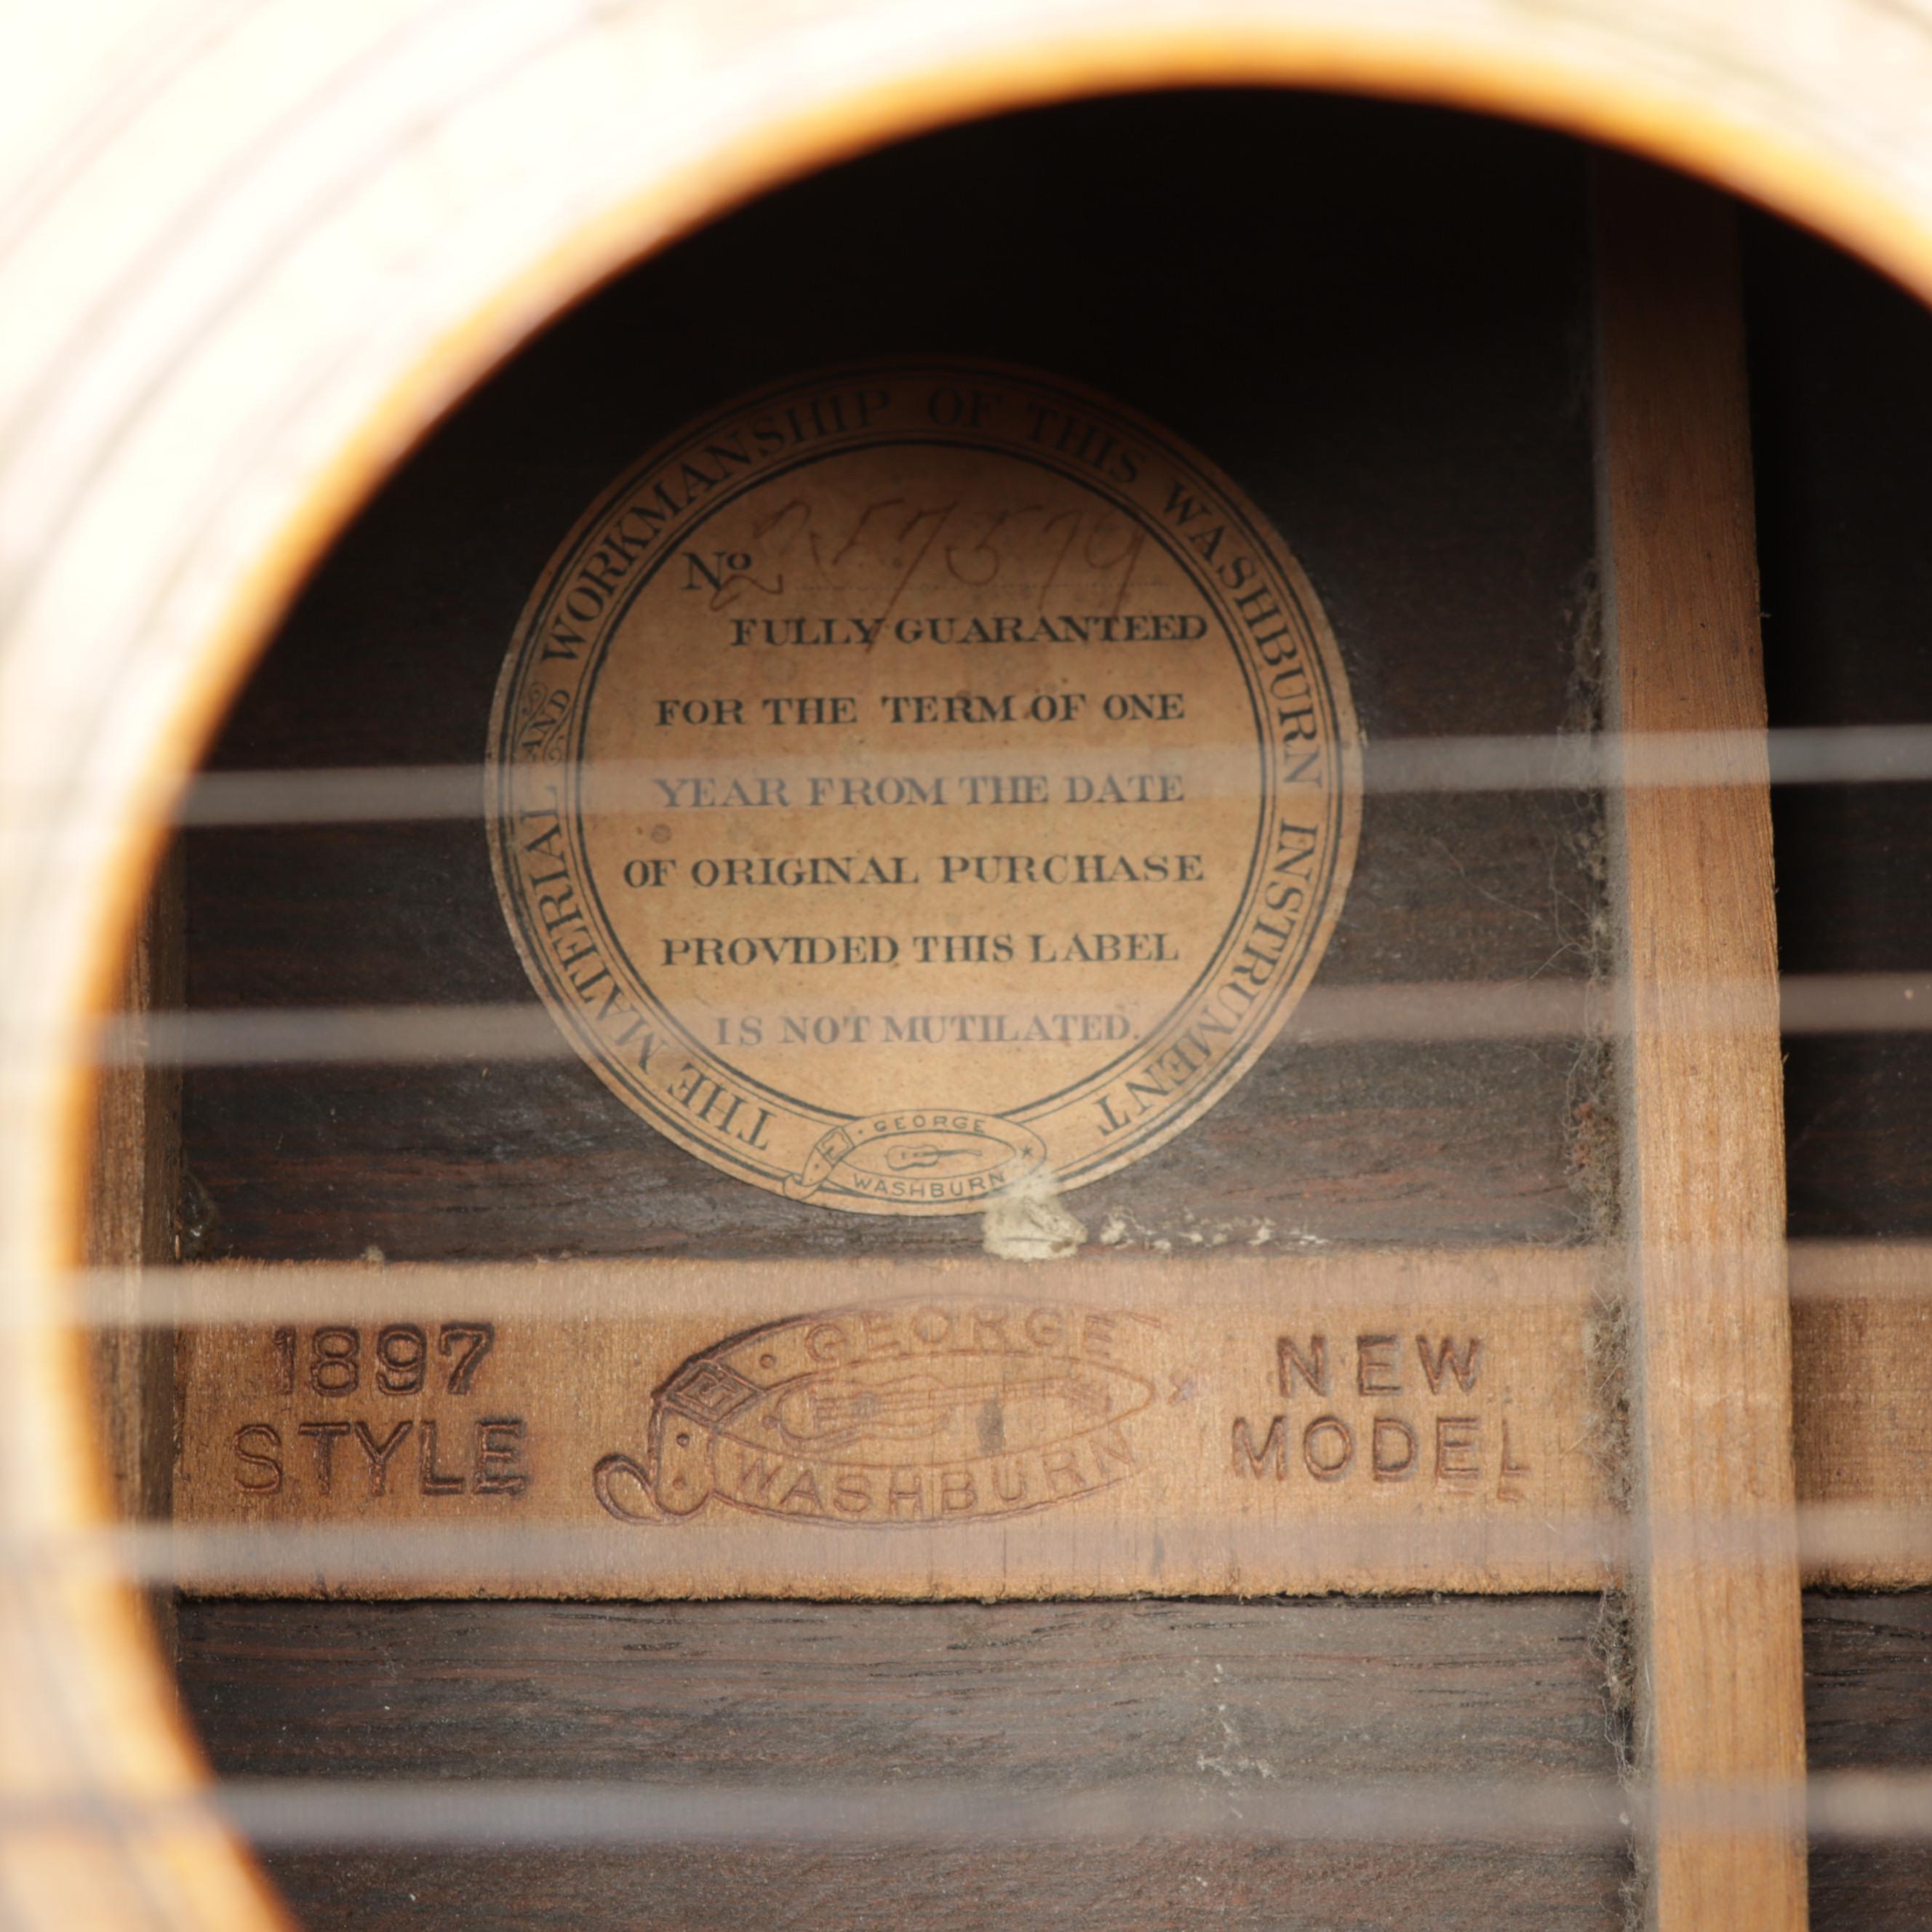 THE MATERIAL AND WORKMANSHIP OF THIS WASHBURN INSTRUMENT
No 257579
FULLY GUARANTEED
FOR THE TERM OF ONE
YEAR FROM THE DATE
OF ORIGINAL PURCHASE
PROVIDED THIS LABEL
IS NOT MUTILATED.
GEORGE
WASHBURN
1897
STYLE
GEORGE
WASHBURN
NEW
MODEL